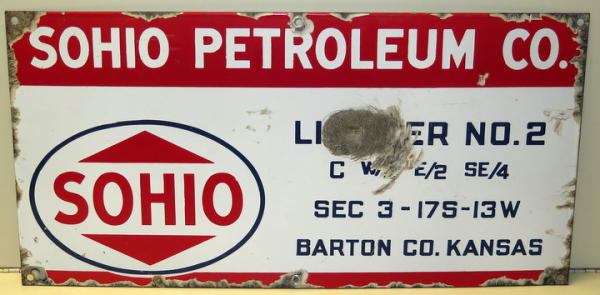 SOHIO PETROLEUM CO.
SOHIO
NO.2
C E/2 SE/4
SEC 3-17S-13W
BARTON CO. KANSAS